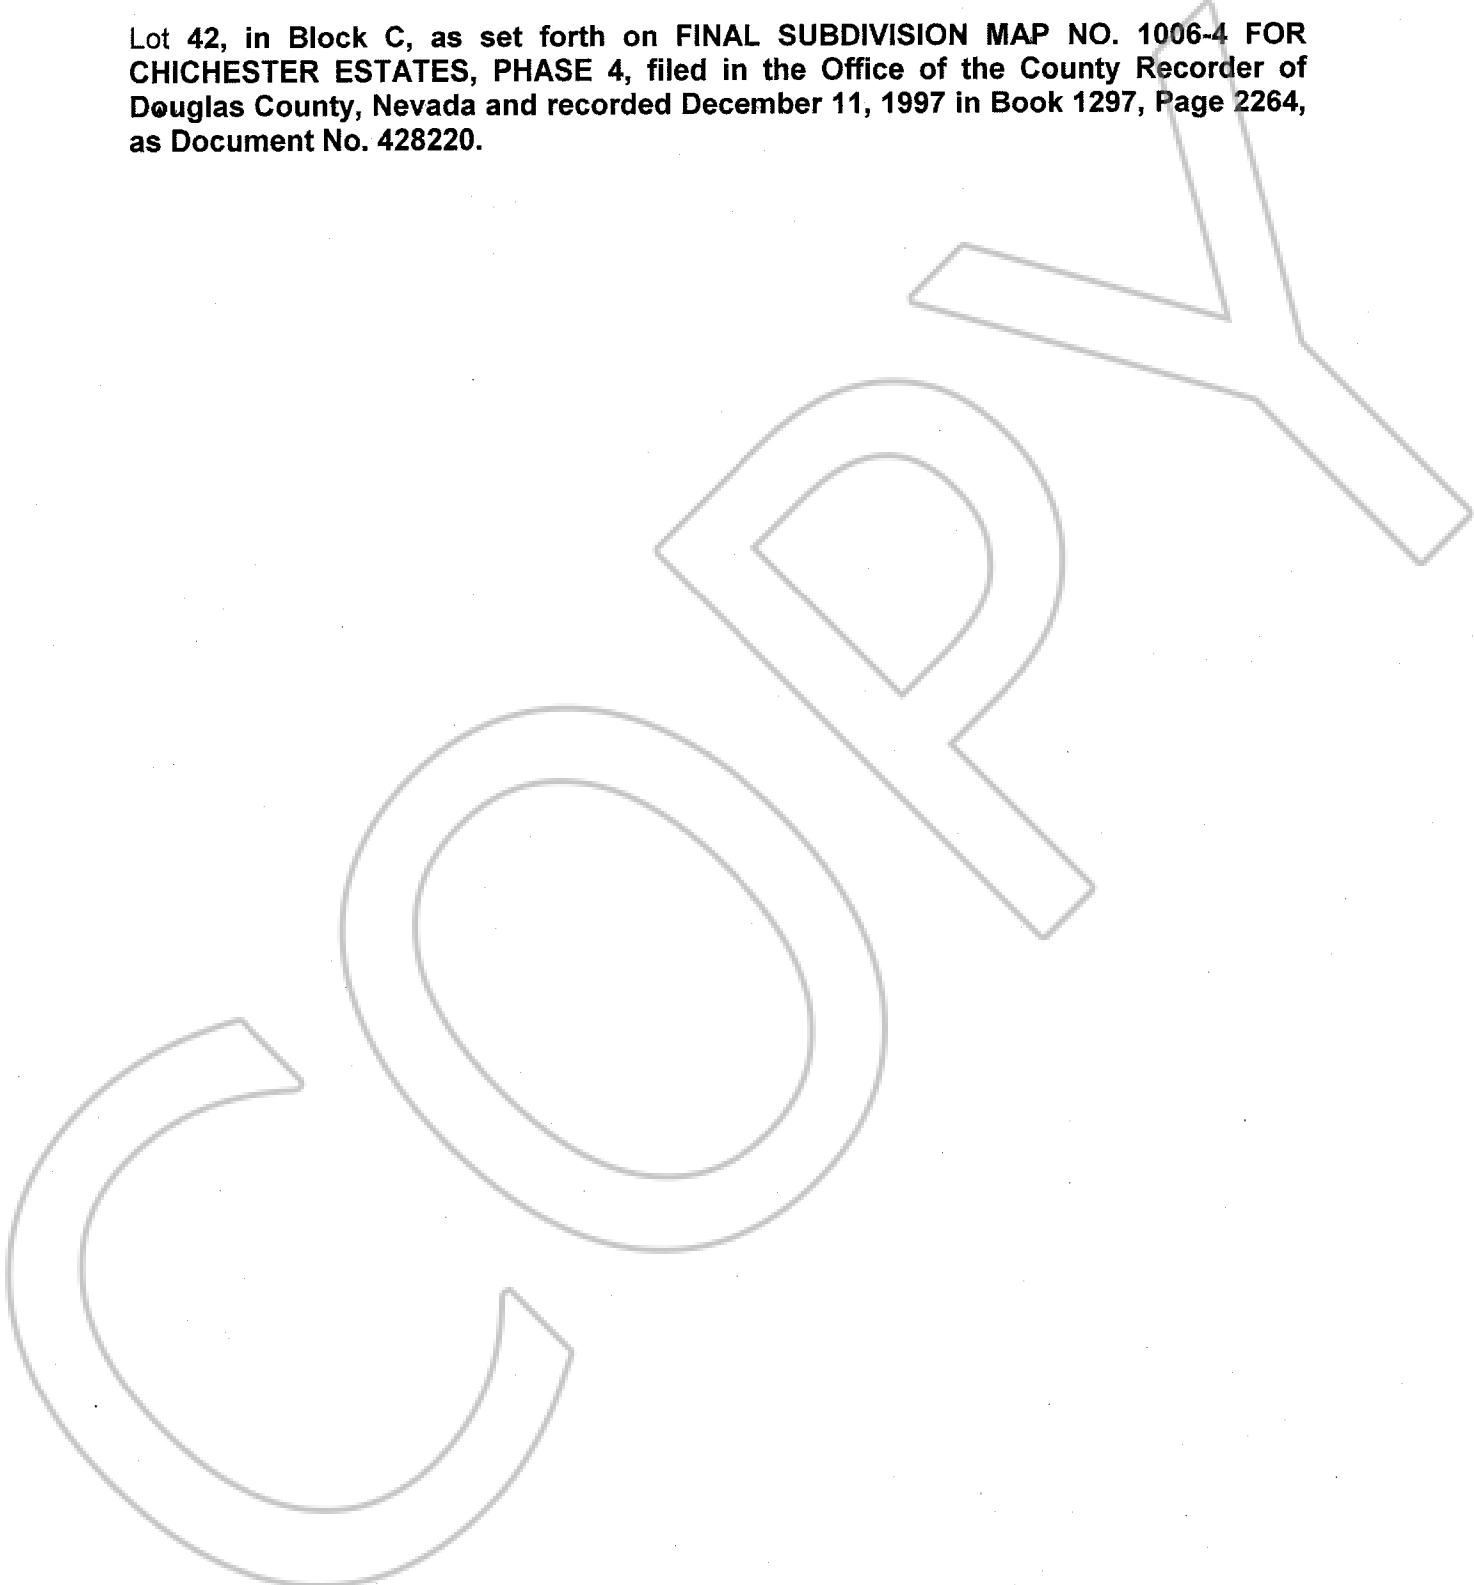 Lot 42, in Block C, as set forth on FINAL SUBDIVISION MAP NO. 1006-4 FOR
CHICHESTER ESTATES, PHASE 4, filed in the Office of the County Recorder of
Douglas County, Nevada and recorded December 11, 1997 in Book 1297, Page 2264,
as Document No. 428220.
COPY